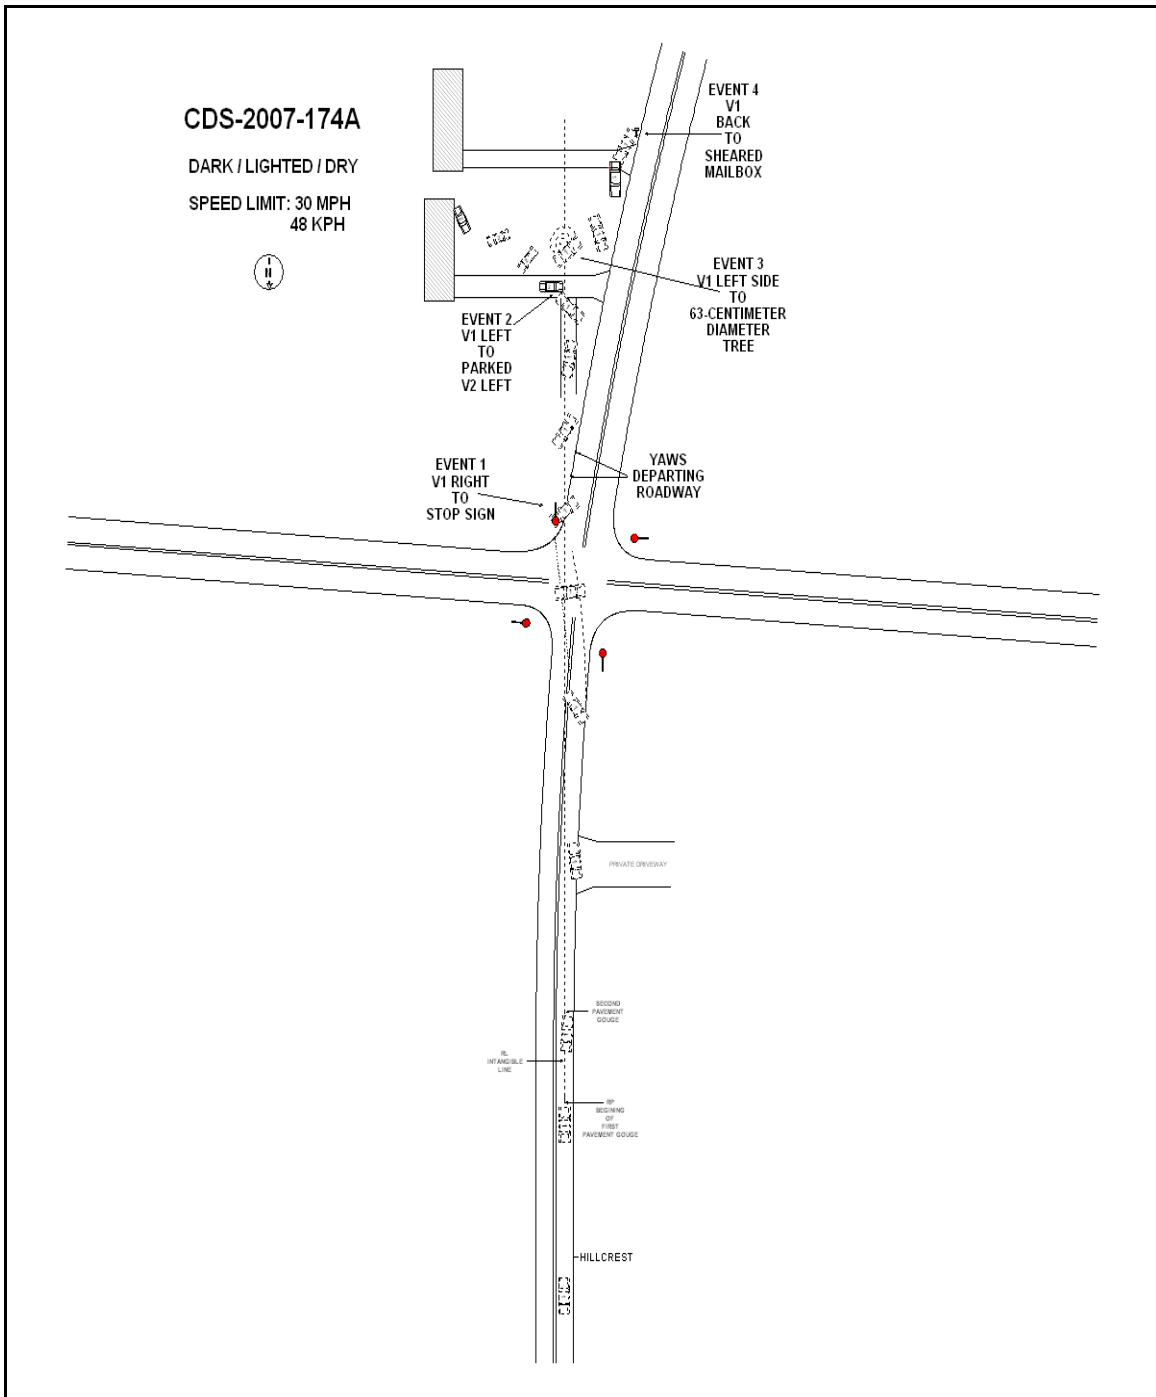 CDS-2007-174A
DARK / LIGHTED / DRY
SPEED LIMIT: 30 MPH
48 KPH
EVENT 4
V1
BACK
TO
SHEARED
MAILBOX
EVENT 3
V1 LEFT SIDE
TO
63-CENTIMETER
DIAMETER
TREE
EVENT 2
V1 LEFT
TO
PARKED
V2 LEFT
EVENT 1
V1 RIGHT
TO
STOP SIGN
YAWS
DEPARTING
ROADWAY
PRIVATE DRIVEWAY
SECOND
PAVEMENT
GOUGE
RL
INTANGIBLE
LINE
RP
BEGINING
OF
FIRST
PAVEMENT GOUGE
HILLCREST